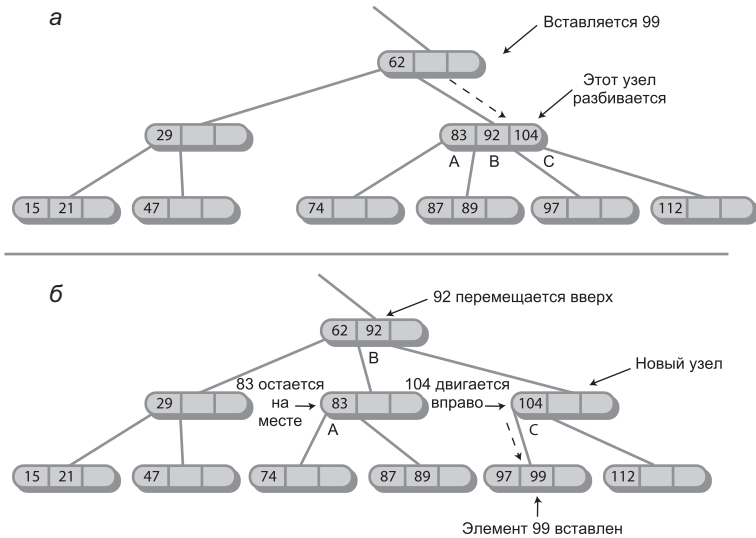 а
Вставляется 99
62
Этот узел
разбивается
29
83 92 104
A B C
15 21
47
74
87 89
97
112
б
92 перемещается вверх
62 92
B
Новый узел
83 остается
на
месте
104 двигается
вправо
29
83
104
A
C
15 21
47
74
87 89
97 99
112
Элемент 99 вставлен